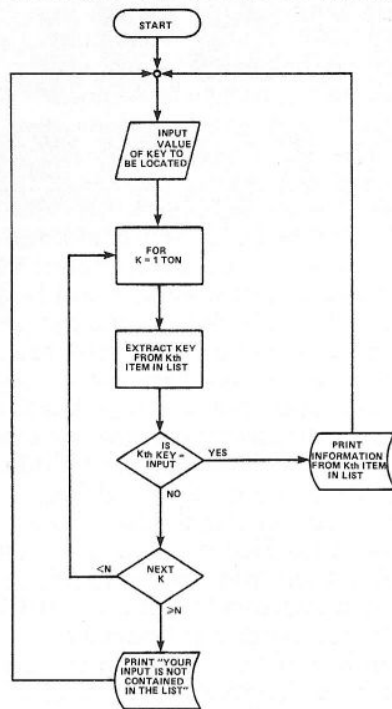 START
INPUT
VALUE
OF KEY TO
BE LOCATED
FOR
K = 1 TON
EXTRACT KEY
FROM Kth
ITEM IN LIST
IS
Kth KEY =
INPUT
YES
PRINT
INFORMATION
FROM Kth ITEM
IN LIST
NO
<N
NEXT
K
≥N
PRINT "YOUR
INPUT IS NOT
CONTAINED
IN THE LIST"